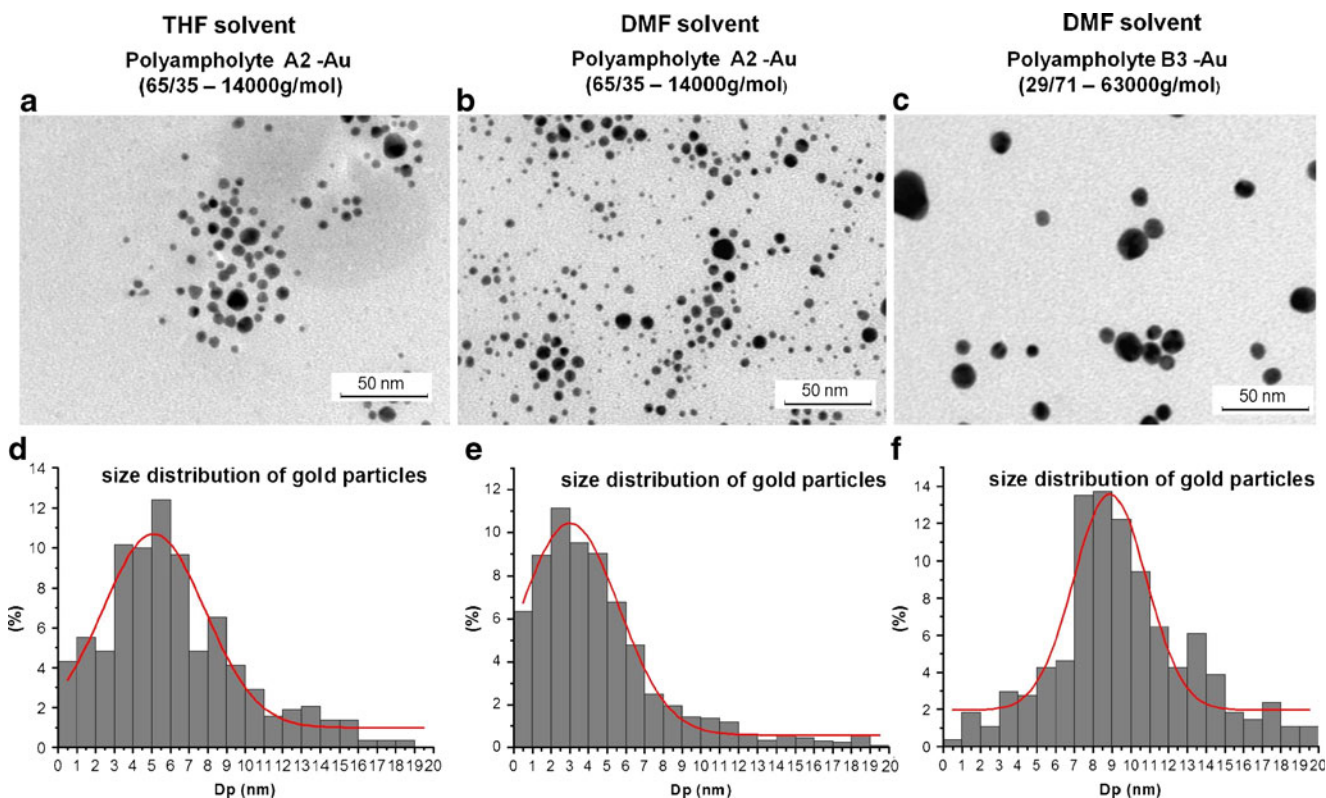 THF solvent
Polyampholyte A2 -Au
(65/35 – 14000g/mol)
DMF solvent
Polyampholyte A2 -Au
(65/35 – 14000g/mol)
DMF solvent
Polyampholyte B3 -Au
(29/71 – 63000g/mol)
a
50 nm
b
50 nm
c
50 nm
d
size distribution of gold particles
14
12
10
8
6
4
2
0
(%)
0 1 2 3 4 5 6 7 8 9 10 11 12 13 14 15 16 17 18 19 20
Dp (nm)
e
size distribution of gold particles
12
10
8
6
4
2
0
(%)
0 1 2 3 4 5 6 7 8 9 10 11 12 13 14 15 16 17 18 19 20
Dp (nm)
f
size distribution of gold particles
14
12
10
8
6
4
2
0
(%)
0 1 2 3 4 5 6 7 8 9 10 11 12 13 14 15 16 17 18 19 20
Dp (nm)